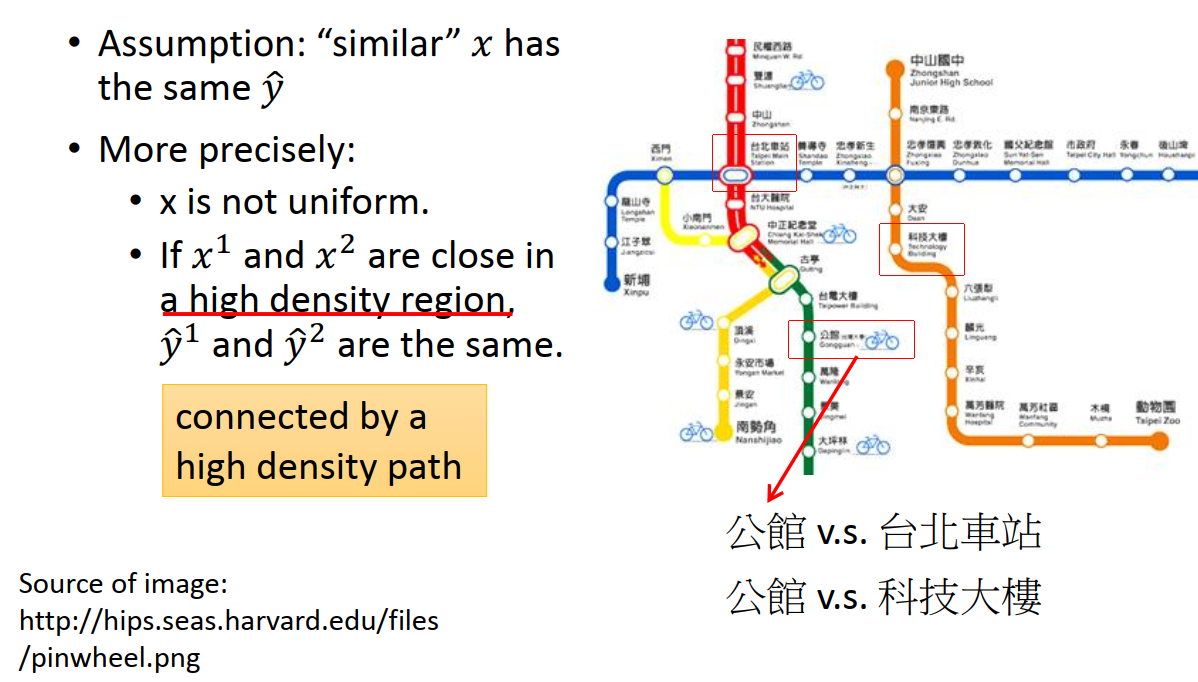 • Assumption: “similar” 𝑥 has
the same ŷ
• More precisely:
• x is not uniform.
• If 𝑥¹ and 𝑥² are close in
a high density region,
ŷ¹ and ŷ² are the same.
connected by a
high density path
Source of image:
http://hips.seas.harvard.edu/files
/pinwheel.png
民權西路
Minquan W. Rd.
雙連
中山
Zhongshan
台北車站
Taipei Main
Station
西門
Ximen
善導寺
Shandao
Temple
忠孝新生
Zhongxiao
Xinsheng
中山國中
Zhongshan
Junior High School
南京東路
Nanjing E. Rd.
忠孝復興
Zhongxiao
Fuxing
忠孝敦化
Zhongxiao
Dunhua
國父紀念館
Sun Yat-Sen
Memorial Hall
市政府
Taipei City Hall
永春
Yongchun
後山埤
Houshanpi
龍山寺
Longshan
Temple
江子翠
Jiangzicui
新埔
Xinpu
小南門
Xiaonanmen
台大醫院
NTU Hospital
中正紀念堂
Chiang Kai-Shek
Memorial Hall
古亭
Guting
台電大樓
Taipower Building
大安
Daan
科技大樓
Technology
Building
六張犁
Liuzhangli
麟光
Linguang
辛亥
Xinhai
萬芳醫院
Wanfang
Hospital
萬芳社區
Wanfang
Community
木柵
Muzha
動物園
Taipei Zoo
頂溪
Dingxi
永安市場
Yongan Market
景安
Jingan
南勢角
Nanshijiao
公館
Gongguan
萬隆
大坪林
Dapinglin
公館 v.s. 台北車站
公館 v.s. 科技大樓